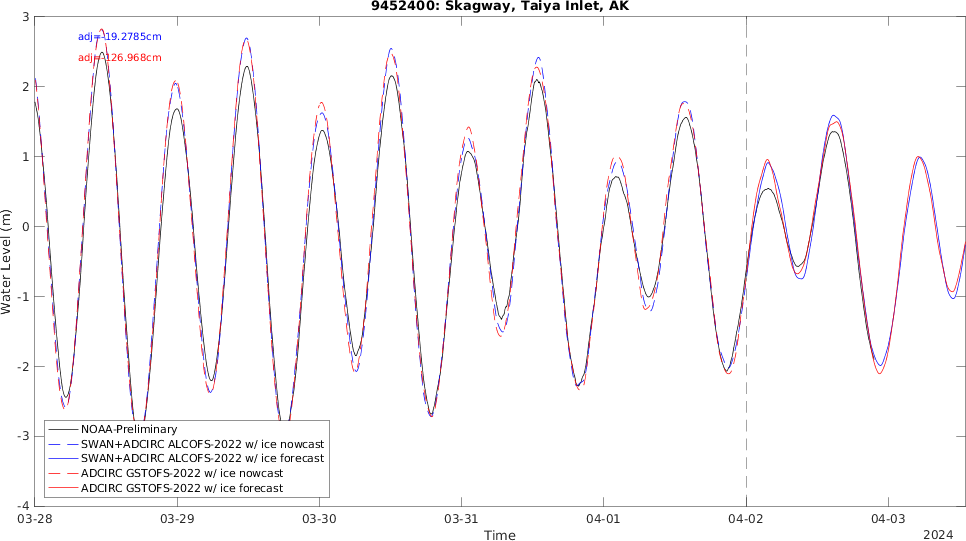 9452400: Skagway, Taiya Inlet, AK
3
adj=-19.2785cm
adj=-126.968cm
2
1
0
-1
-2
-3
-4
Water Level (m)
NOAA-Preliminary
SWAN+ADCIRC ALCOFS-2022 w/ ice nowcast
SWAN+ADCIRC ALCOFS-2022 w/ ice forecast
ADCIRC GSTOFS-2022 w/ ice nowcast
ADCIRC GSTOFS-2022 w/ ice forecast
03-28 03-29 03-30 03-31 04-01 04-02 04-03
Time
2024